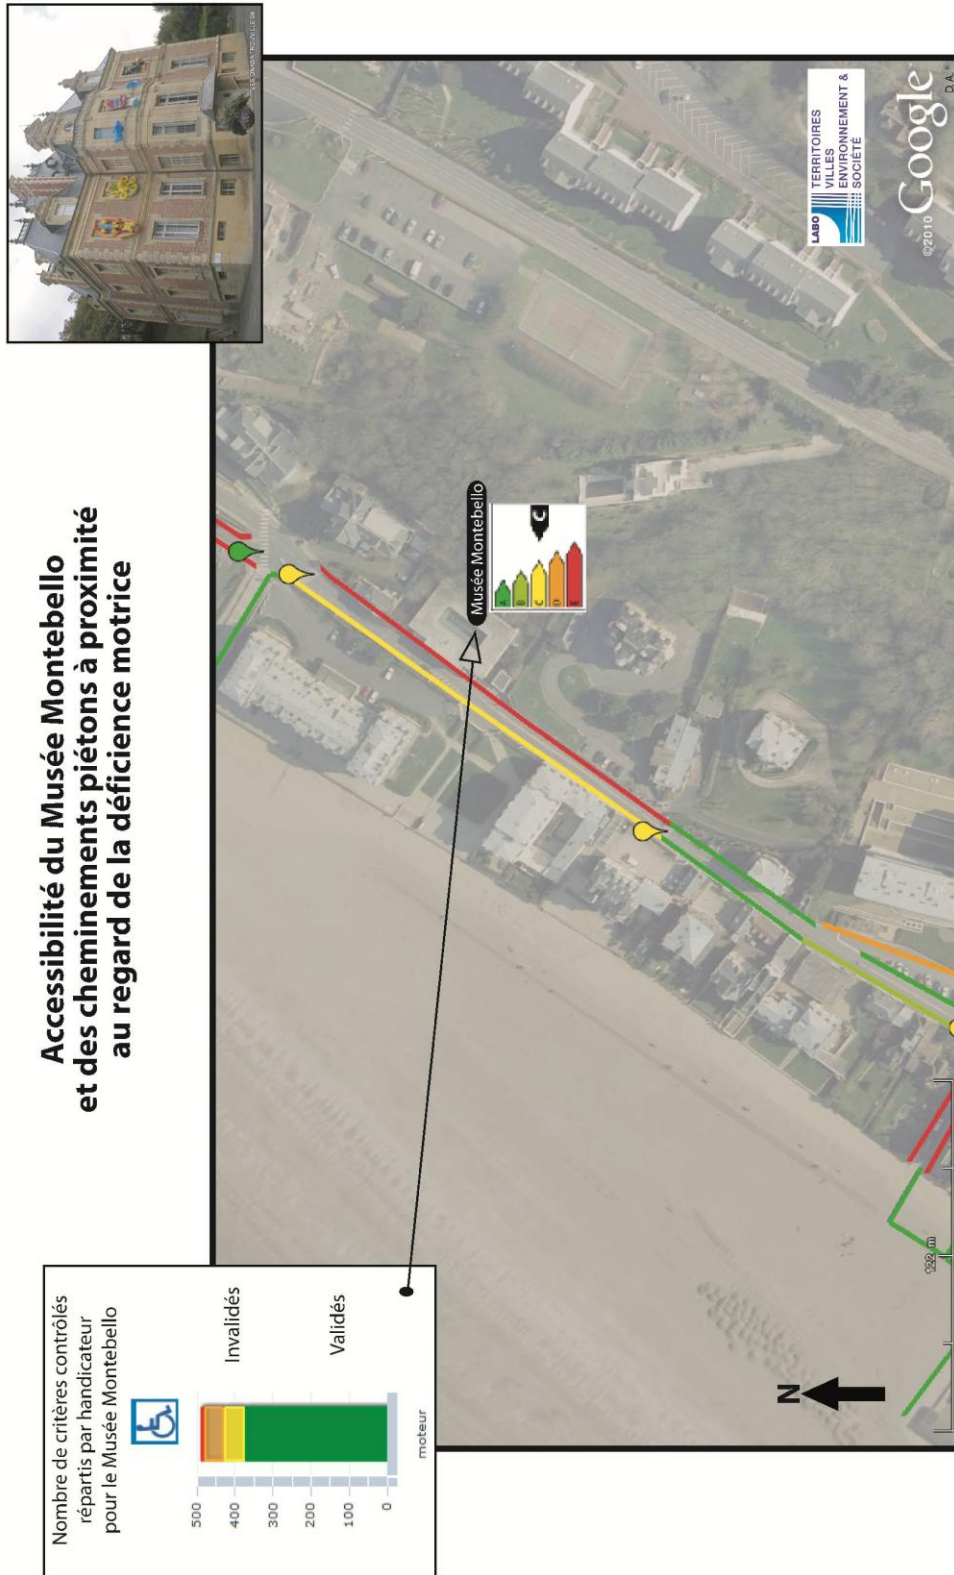 Accessibilité du Musée Montebello
et des cheminements piétons à proximité
au regard de la déficience motrice
Nombre de critères contrôlés
répartis par handicateur
pour le Musée Montebello
500
400
300
200
100
0
Invalidés
Validés
moteur
Musée Montebello
A
B
C
D
E
C
N
122 m
LABO
TERRITOIRES
VILLES
ENVIRONNEMENT &
SOCIÉTÉ
©2010 Google
D.A.